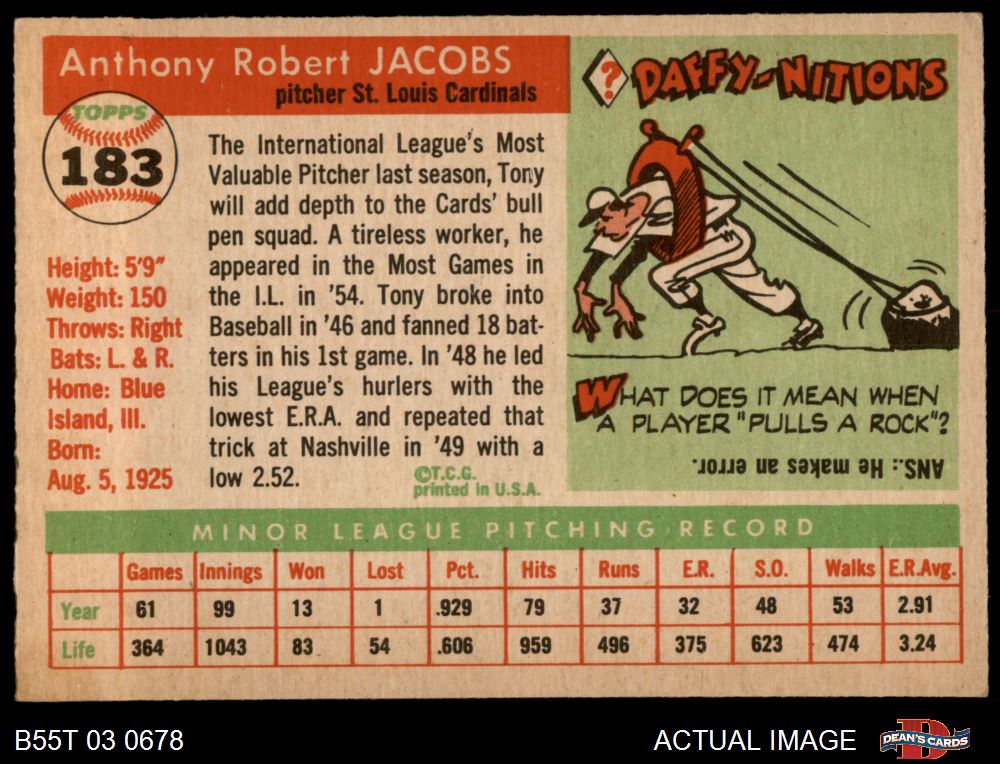 Anthony Robert JACOBS
pitcher St. Louis Cardinals
TOPPS
183
Height: 5'9"
Weight: 150
Throws: Right
Bats: L. & R.
Home: Blue
Island, Ill.
Born:
Aug. 5, 1925
The International League's Most
Valuable Pitcher last season, Tony
will add depth to the Cards' bull
pen squad. A tireless worker, he
appeared in the Most Games in
the I.L. in '54. Tony broke into
Baseball in '46 and fanned 18 bat-
ters in his 1st game. In '48 he led
his League's hurlers with the
lowest E.R.A. and repeated that
trick at Nashville in '49 with a
low 2.52.
©T.C.G.
printed in U.S.A.
? DAFFY-NITIONS
WHAT DOES IT MEAN WHEN
A PLAYER "PULLS A ROCK"?
ANS.: He makes an error.
MINOR LEAGUE PITCHING RECORD
Games Innings Won Lost Pct. Hits Runs E.R. S.O. Walks E.R.Avg.
Year 61 99 13 1 .929 79 37 32 48 53 2.91
Life 364 1043 83 54 .606 959 496 375 623 474 3.24
B55T 03 0678
ACTUAL IMAGE
D
DEAN'S CARDS